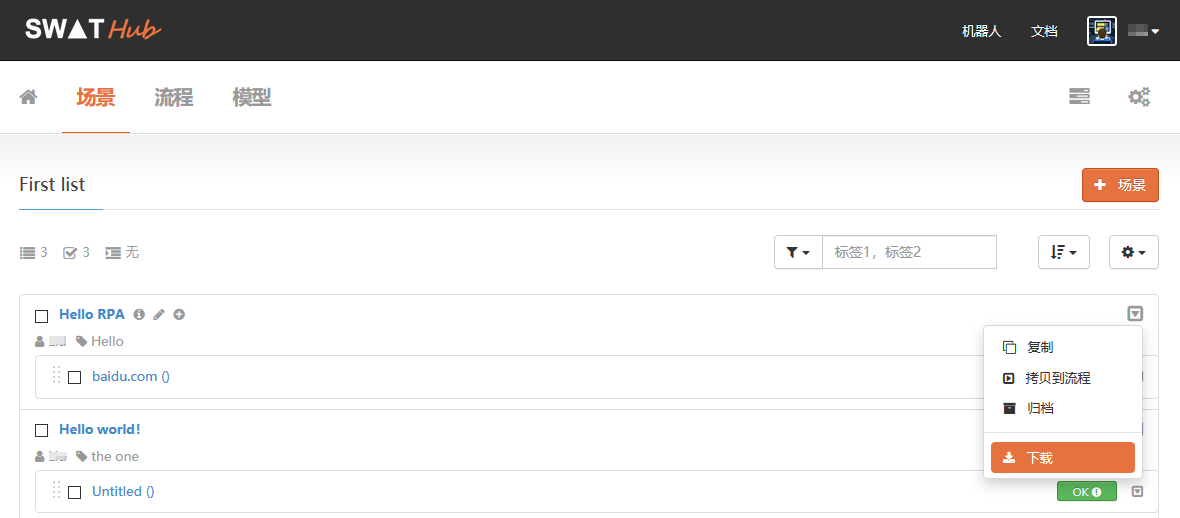 SWAT Hub
机器人 文档
场景 流程 模型
First list
场景
3 3 无 标签1，标签2
Hello RPA
Hello
复制
baidu.com ()
拷贝到流程
归档
Hello world!
the one
下载
Untitled () OK